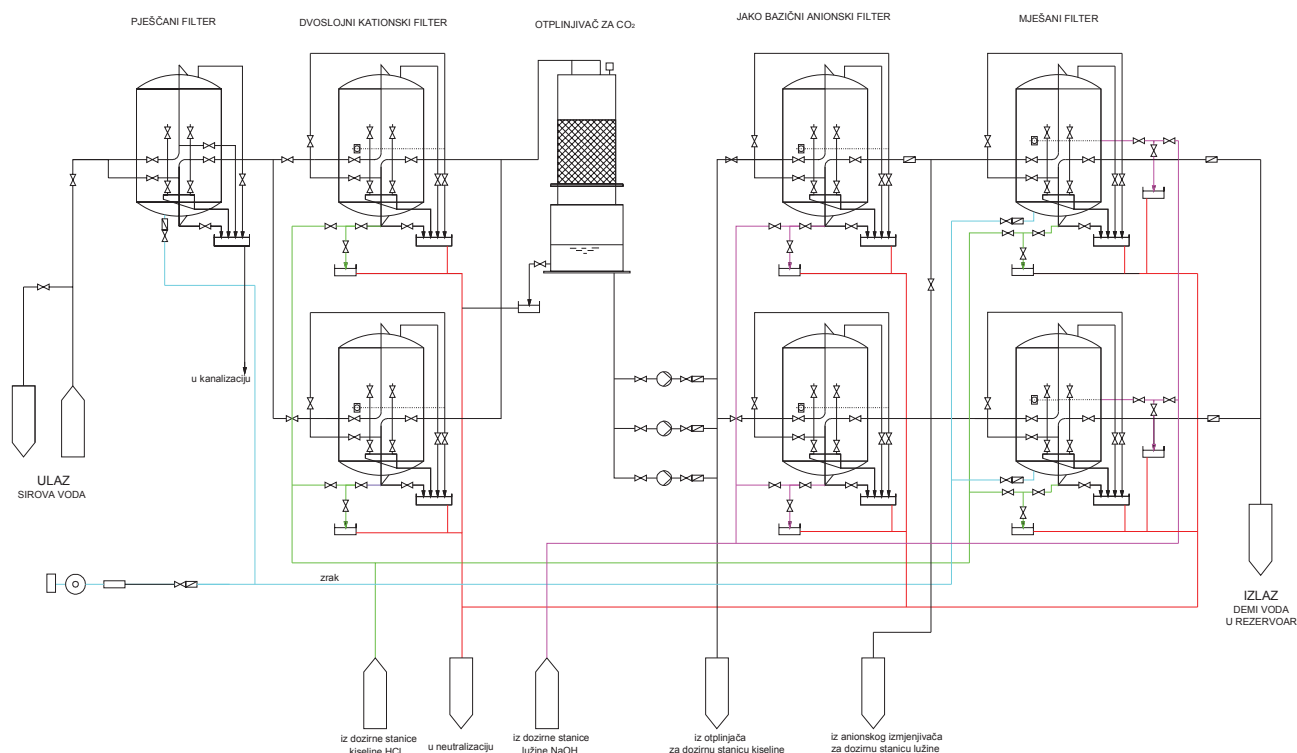 PJEŠČANI FILTER
DVOSLOJNI KATIONSKI FILTER
OTPLINJIVAČ ZA CO₂
JAKO BAZIČNI ANIONSKI FILTER
MJEŠANI FILTER
u kanalizaciju
ULAZ
SIROVA VODA
zrak
IZLAZ
DEMI VODA
U REZERVOAR
iz dozirne stanice
kiseline HCl
u neutralizaciju
iz dozirne stanice
lužine NaOH
iz otplinjača
za dozirnu stanicu kiseline
iz anionskog izmjenjivača
za dozirnu stanicu lužine